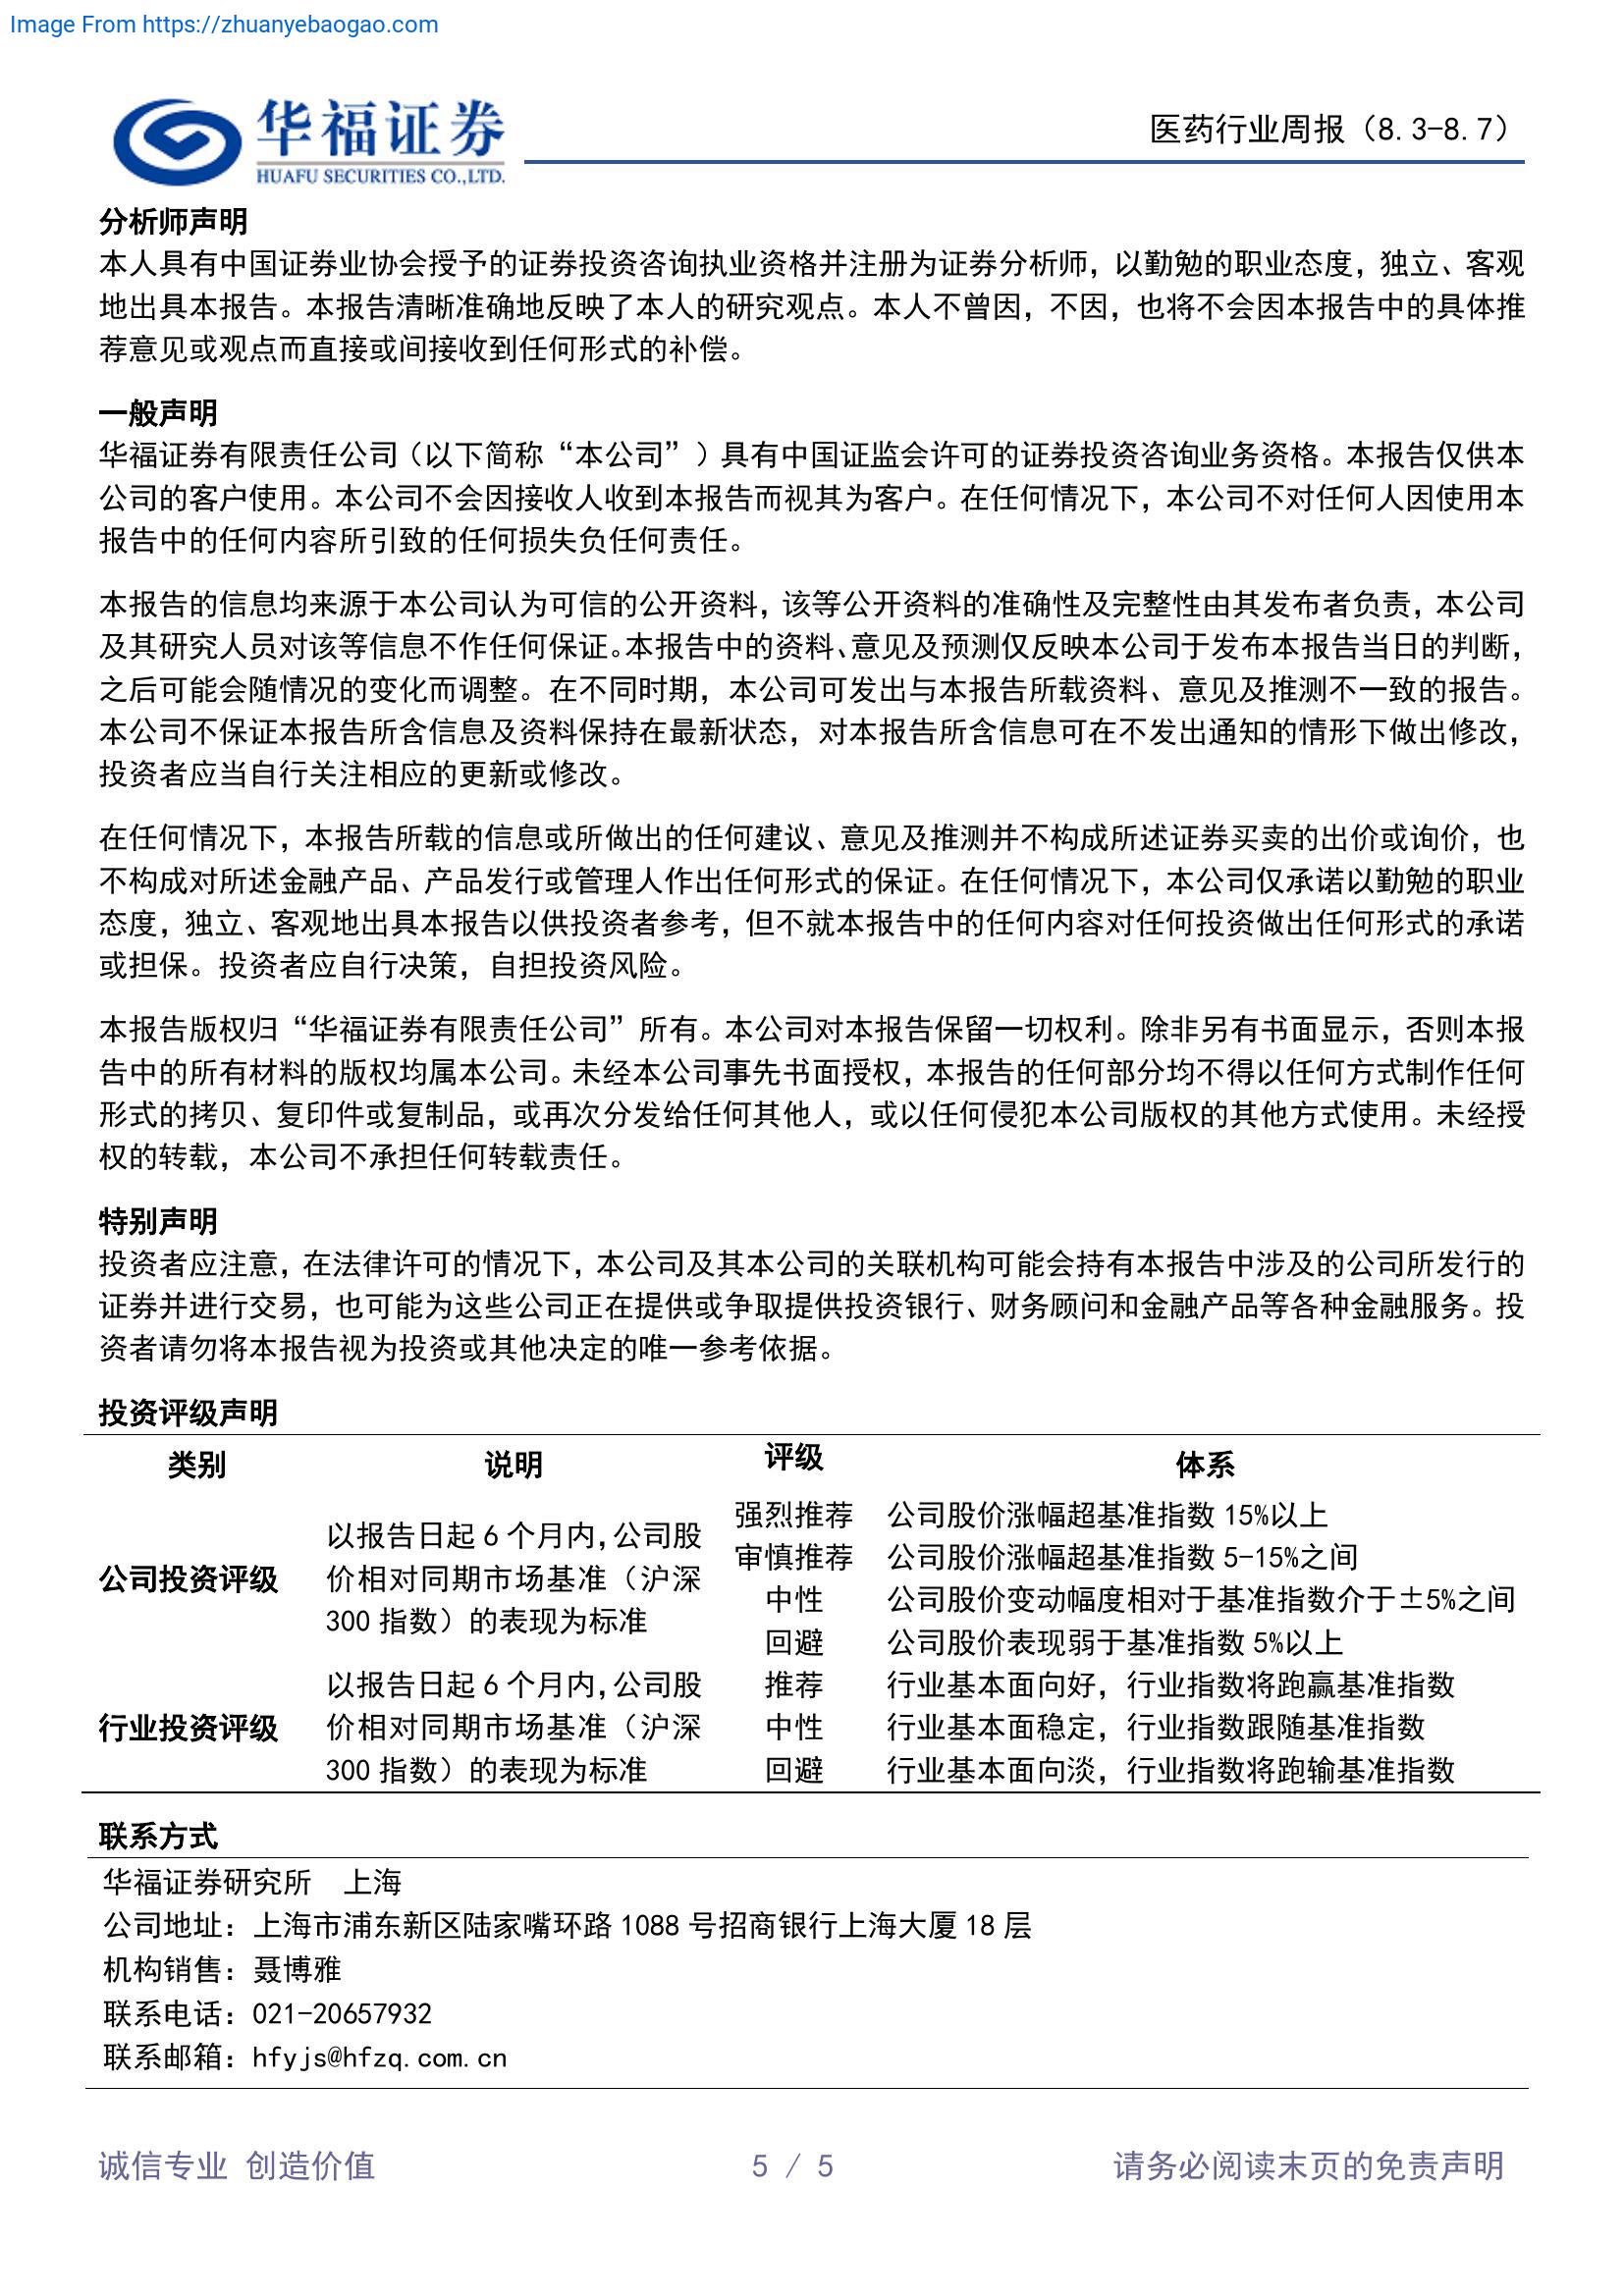 Image From https://zhuanyebaogao.com
华福证券
HUAFU SECURITIES CO.,LTD.
医药行业周报（8.3-8.7）
分析师声明
本人具有中国证券业协会授予的证券投资咨询执业资格并注册为证券分析师，以勤勉的职业态度，独立、客观
地出具本报告。本报告清晰准确地反映了本人的研究观点。本人不曾因，不因，也将不会因本报告中的具体推
荐意见或观点而直接或间接收到任何形式的补偿。
一般声明
华福证券有限责任公司（以下简称“本公司”）具有中国证监会许可的证券投资咨询业务资格。本报告仅供本
公司的客户使用。本公司不会因接收人收到本报告而视其为客户。在任何情况下，本公司不对任何人因使用本
报告中的任何内容所引致的任何损失负任何责任。
本报告的信息均来源于本公司认为可信的公开资料，该等公开资料的准确性及完整性由其发布者负责，本公司
及其研究人员对该等信息不作任何保证。本报告中的资料、意见及预测仅反映本公司于发布本报告当日的判断，
之后可能会随情况的变化而调整。在不同时期，本公司可发出与本报告所载资料、意见及推测不一致的报告。
本公司不保证本报告所含信息及资料保持在最新状态，对本报告所含信息可在不发出通知的情形下做出修改，
投资者应当自行关注相应的更新或修改。
在任何情况下，本报告所载的信息或所做出的任何建议、意见及推测并不构成所述证券买卖的出价或询价，也
不构成对所述金融产品、产品发行或管理人作出任何形式的保证。在任何情况下，本公司仅承诺以勤勉的职业
态度，独立、客观地出具本报告以供投资者参考，但不就本报告中的任何内容对任何投资做出任何形式的承诺
或担保。投资者应自行决策，自担投资风险。
本报告版权归“华福证券有限责任公司”所有。本公司对本报告保留一切权利。除非另有书面显示，否则本报
告中的所有材料的版权均属本公司。未经本公司事先书面授权，本报告的任何部分均不得以任何方式制作任何
形式的拷贝、复印件或复制品，或再次分发给任何其他人，或以任何侵犯本公司版权的其他方式使用。未经授
权的转载，本公司不承担任何转载责任。
特别声明
投资者应注意，在法律许可的情况下，本公司及其本公司的关联机构可能会持有本报告中涉及的公司所发行的
证券并进行交易，也可能为这些公司正在提供或争取提供投资银行、财务顾问和金融产品等各种金融服务。投
资者请勿将本报告视为投资或其他决定的唯一参考依据。
投资评级声明
类别 说明 评级 体系
公司投资评级
以报告日起 6 个月内，公司股
价相对同期市场基准（沪深
300 指数）的表现为标准
强烈推荐 公司股价涨幅超基准指数 15%以上
审慎推荐 公司股价涨幅超基准指数 5-15%之间
中性 公司股价变动幅度相对于基准指数介于±5%之间
回避 公司股价表现弱于基准指数 5%以上
行业投资评级
以报告日起 6 个月内，公司股
价相对同期市场基准（沪深
300 指数）的表现为标准
推荐 行业基本面向好，行业指数将跑赢基准指数
中性 行业基本面稳定，行业指数跟随基准指数
回避 行业基本面向淡，行业指数将跑输基准指数
联系方式
华福证券研究所 上海
公司地址：上海市浦东新区陆家嘴环路 1088 号招商银行上海大厦 18 层
机构销售：聂博雅
联系电话：021-20657932
联系邮箱：hfyjs@hfzq.com.cn
诚信专业 创造价值 5 / 5 请务必阅读末页的免责声明